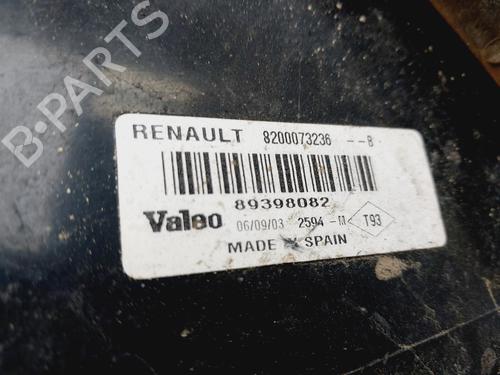 B-PARTS
RENAULT 8200073236 --B
89398082
Valeo 06/09/03 2594 -M T93
MADE IN SPAIN